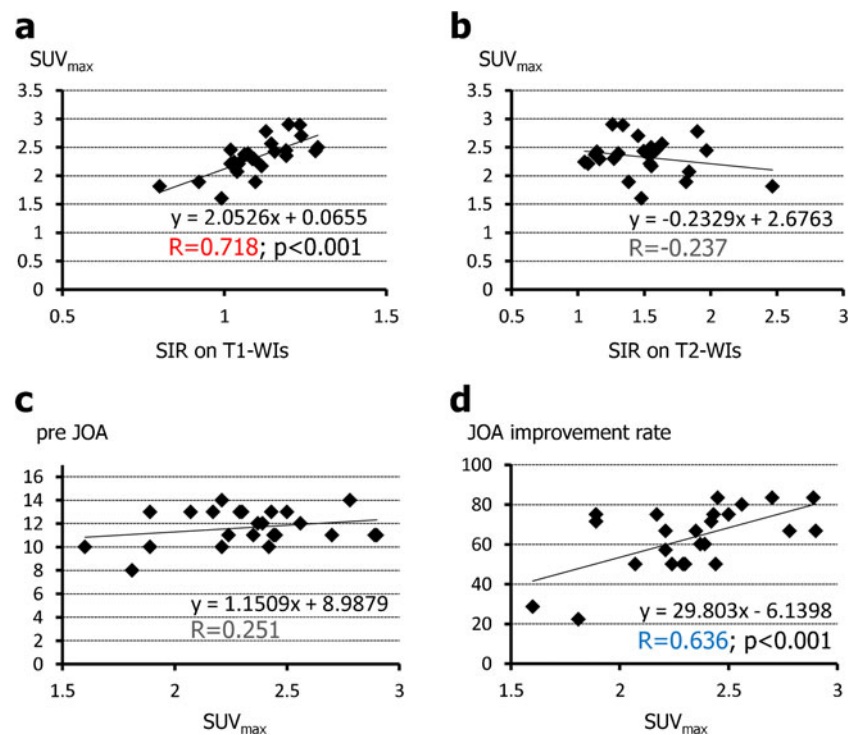 a
SUVmax
3.5
3
2.5
2
1.5
1
0.5
0
0.5
1
1.5
y = 2.0526x + 0.0655
R=0.718; p<0.001
SIR on T1-WIs
b
SUVmax
3.5
3
2.5
2
1.5
1
0.5
0
0.5
1
1.5
2
2.5
3
y = -0.2329x + 2.6763
R=-0.237
SIR on T2-WIs
c
pre JOA
16
14
12
10
8
6
4
2
0
1.5
2
2.5
3
y = 1.1509x + 8.9879
R=0.251
SUVmax
d
JOA improvement rate
100
80
60
40
20
0
1.5
2
2.5
3
y = 29.803x - 6.1398
R=0.636; p<0.001
SUVmax